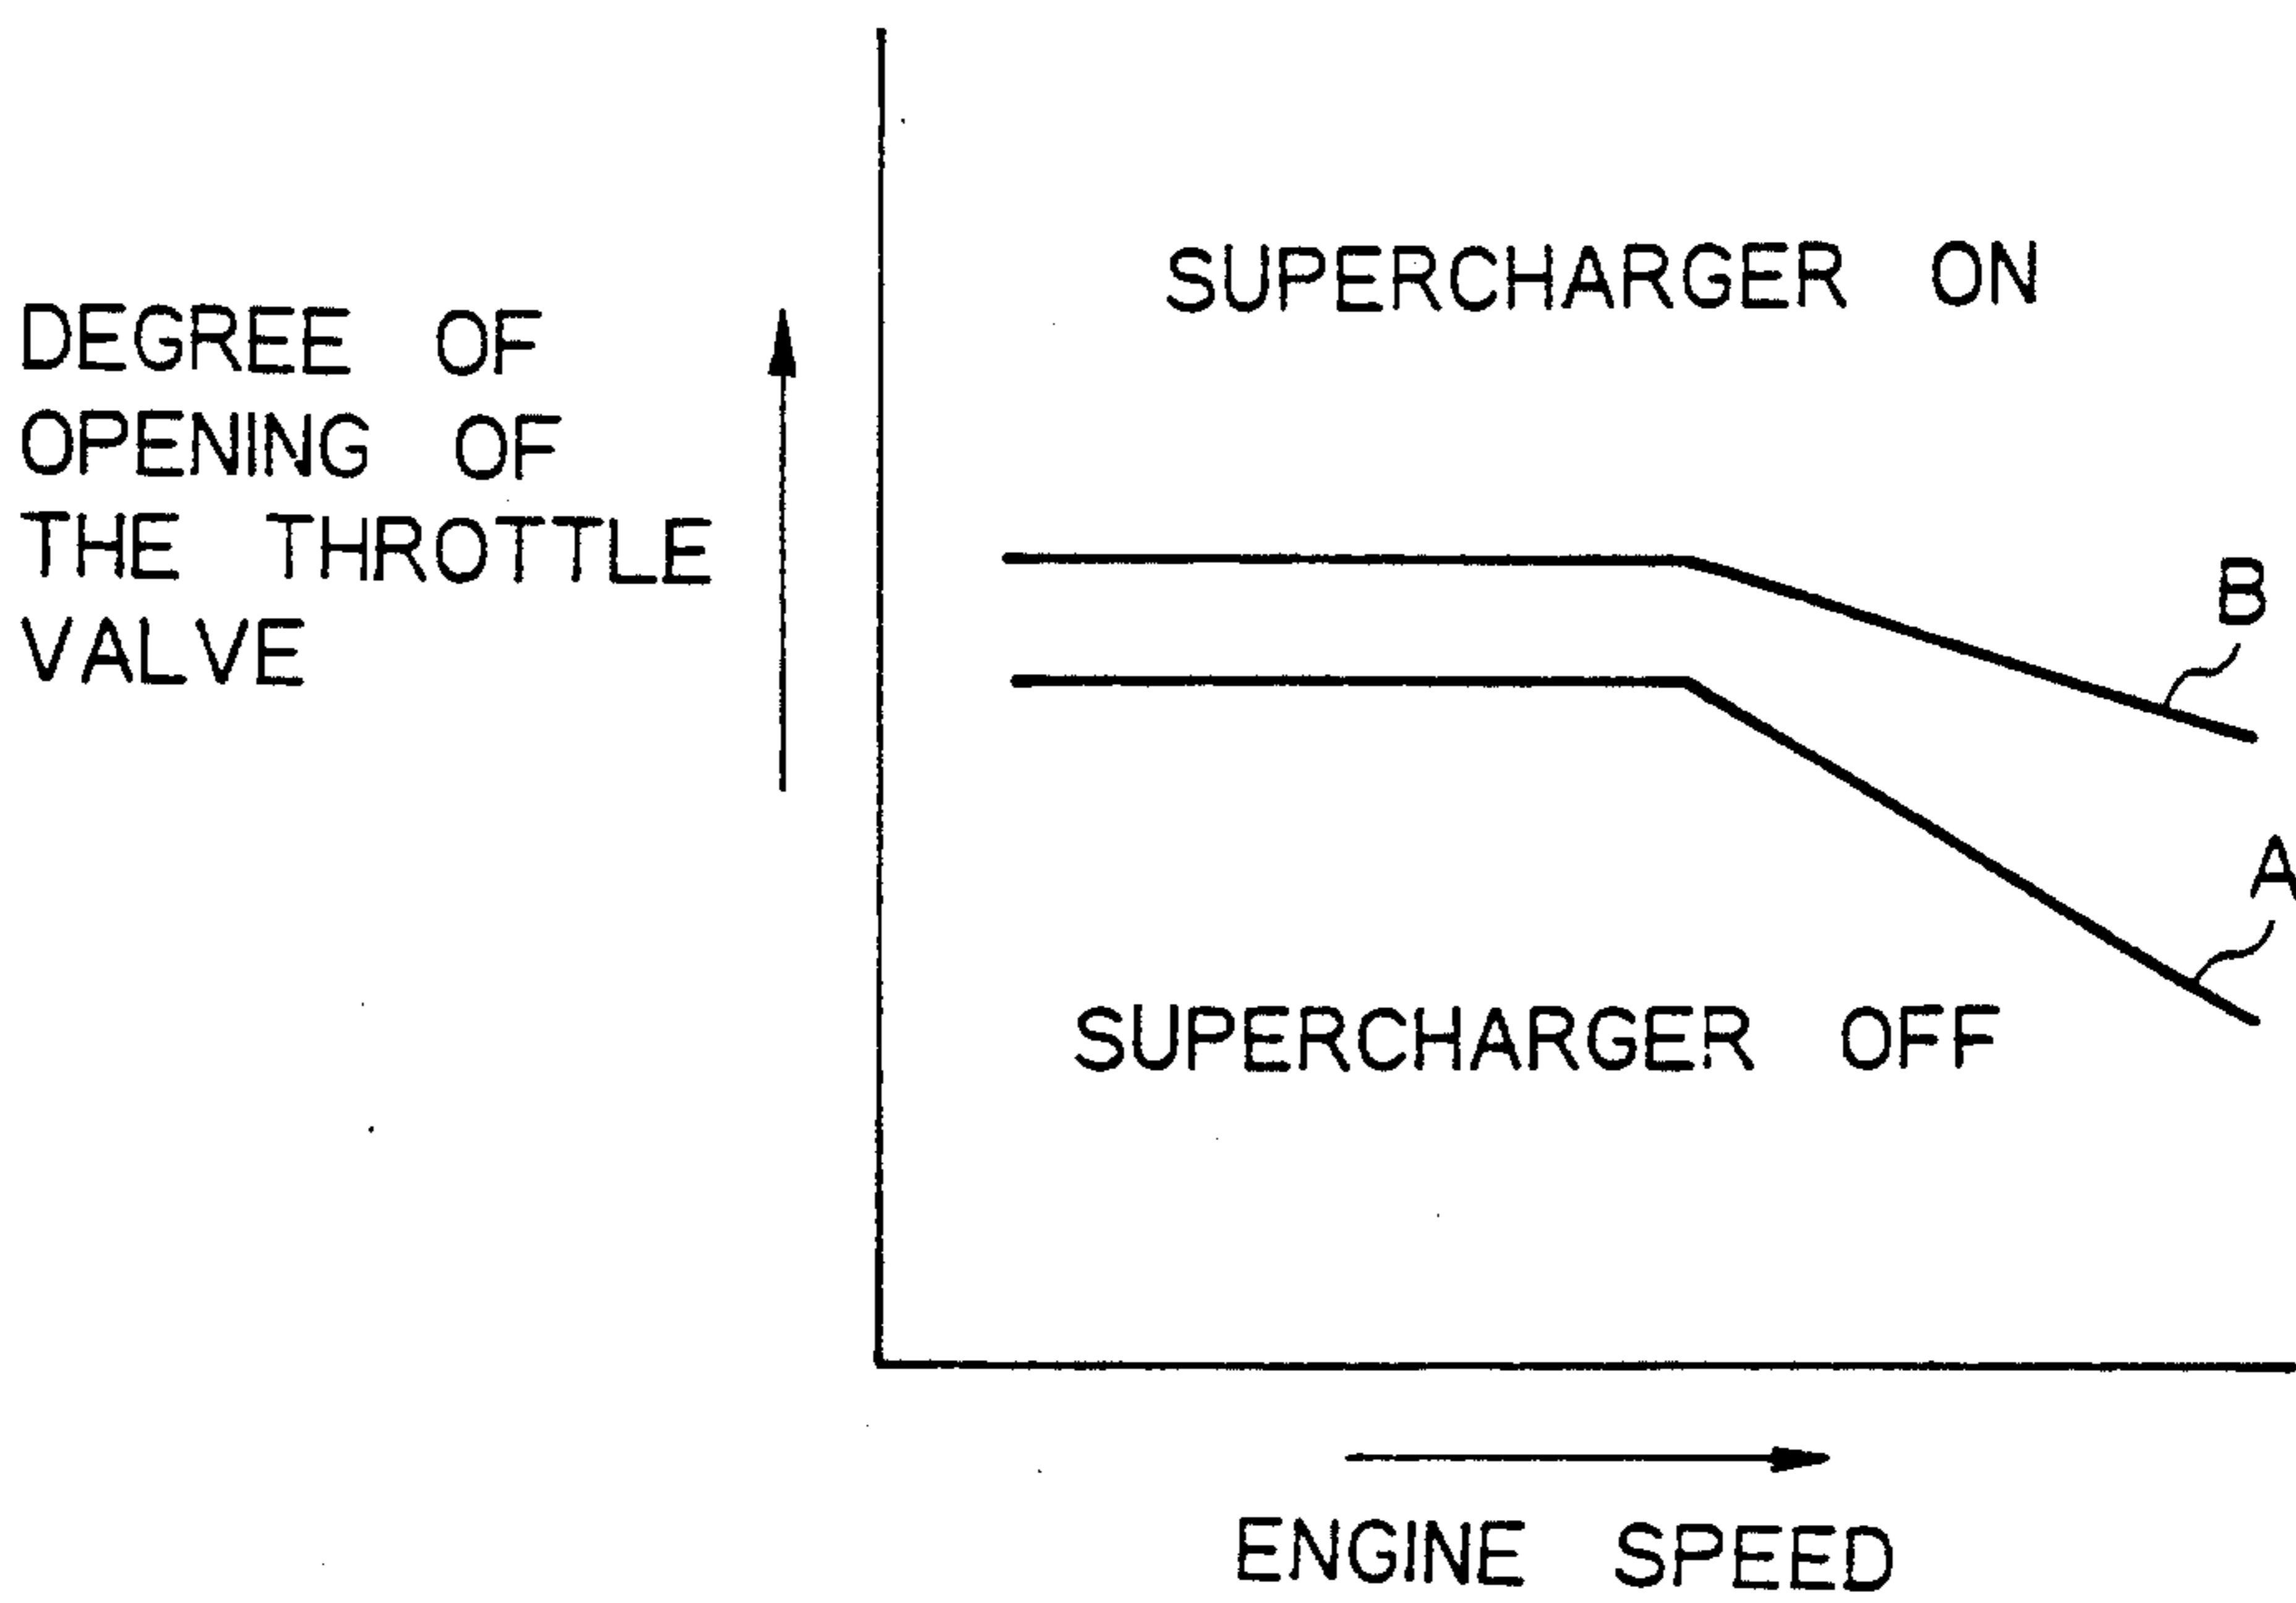 DEGREE OF
OPENING OF
THE THROTTLE
VALVE
SUPERCHARGER ON
B
A
SUPERCHARGER OFF
ENGINE SPEED